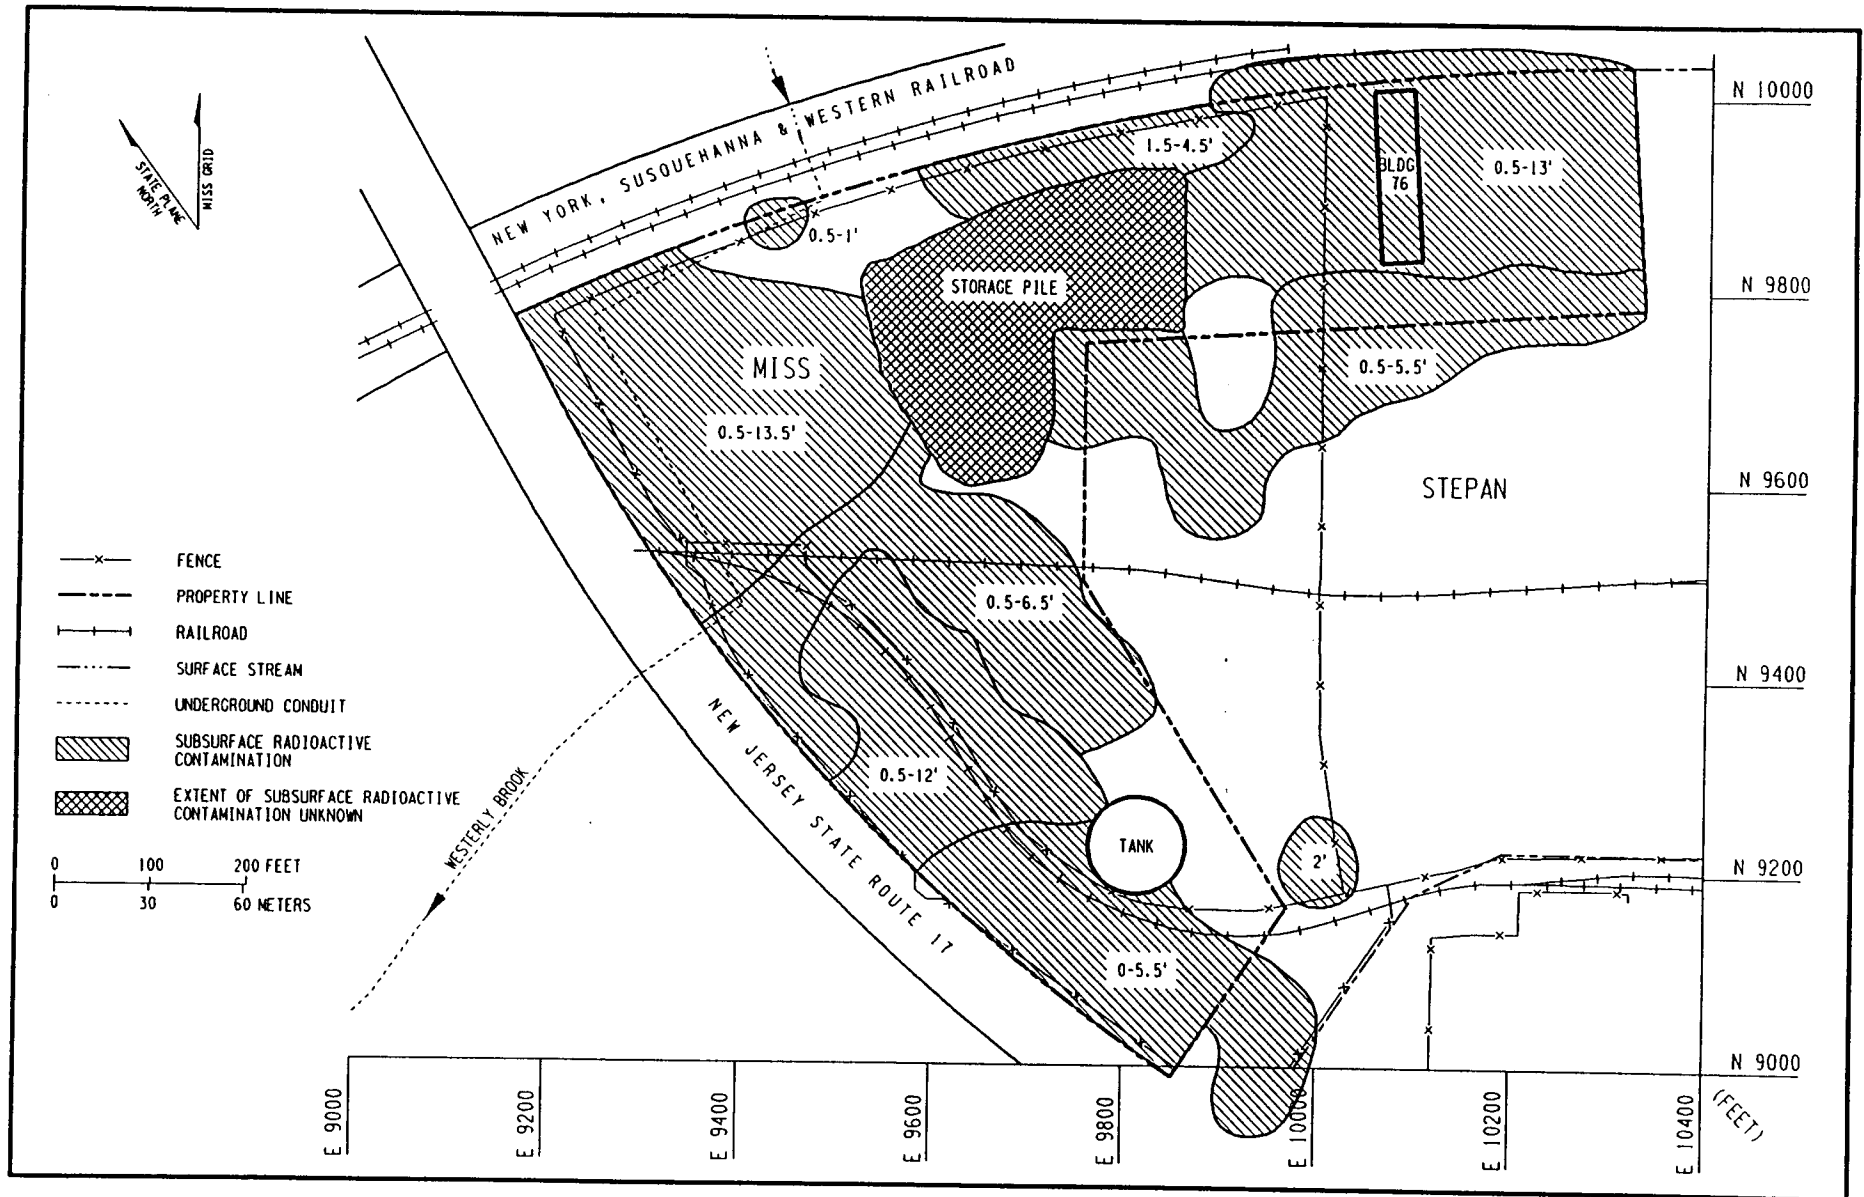 NEW YORK, SUSQUEHANNA & WESTERN RAILROAD
STATE PLANE
NORTH
MISS GRID
N 10000
1.5-4.5'
BLDG
76
0.5-13'
0.5-1'
STORAGE PILE
N 9800
MISS
0.5-5.5'
0.5-13.5'
STEPAN
N 9600
FENCE
PROPERTY LINE
RAILROAD
SURFACE STREAM
UNDERGROUND CONDUIT
SUBSURFACE RADIOACTIVE
CONTAMINATION
EXTENT OF SUBSURFACE RADIOACTIVE
CONTAMINATION UNKNOWN
0 100 200 FEET
0 30 60 METERS
0.5-6.5'
N 9400
NEW JERSEY STATE ROUTE 17
0.5-12'
WESTERLY BROOK
TANK
2'
N 9200
0-5.5'
N 9000
E 9000
E 9200
E 9400
E 9600
E 9800
E 10000
E 10200
E 10400
(FEET)